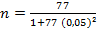 n = 77 / 1+77 (0,05)²